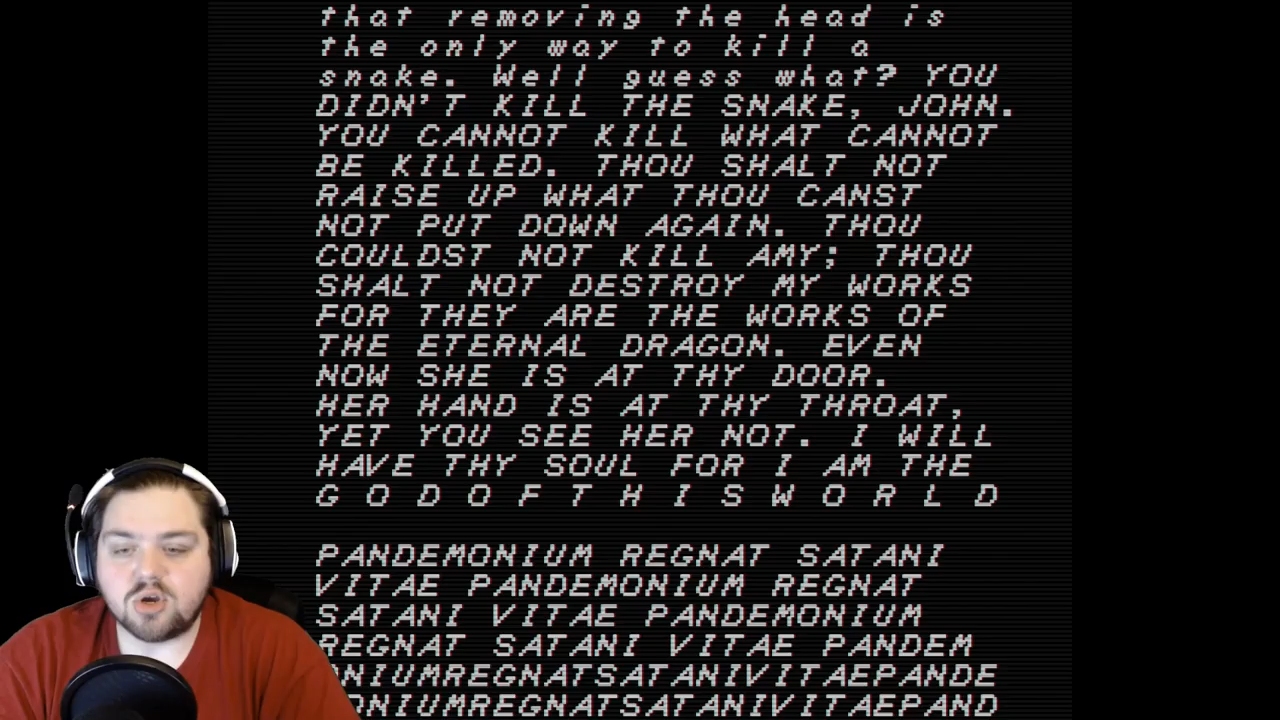 that removing the head is
the only way to kill a
snake. Well guess what? YOU
DIDN'T KILL THE SNAKE, JOHN.
YOU CANNOT KILL WHAT CANNOT
BE KILLED. THOU SHALT NOT
RAISE UP WHAT THOU CANST
NOT PUT DOWN AGAIN. THOU
COULDST NOT KILL AMY; THOU
SHALT NOT DESTROY MY WORKS
FOR THEY ARE THE WORKS OF
THE ETERNAL DRAGON. EVEN
NOW SHE IS AT THY DOOR.
HER HAND IS AT THY THROAT,
YET YOU SEE HER NOT. I WILL
HAVE THY SOUL FOR I AM THE
G O D O F T H I S W O R L D
PANDEMONIUM REGNAT SATANI
VITAE PANDEMONIUM REGNAT
SATANI VITAE PANDEMONIUM
REGNAT SATANI VITAE PANDEM
ONIUMREGNATSATANIVITAEPANDE
ONIUMREGNATSATANIVITAEPAND